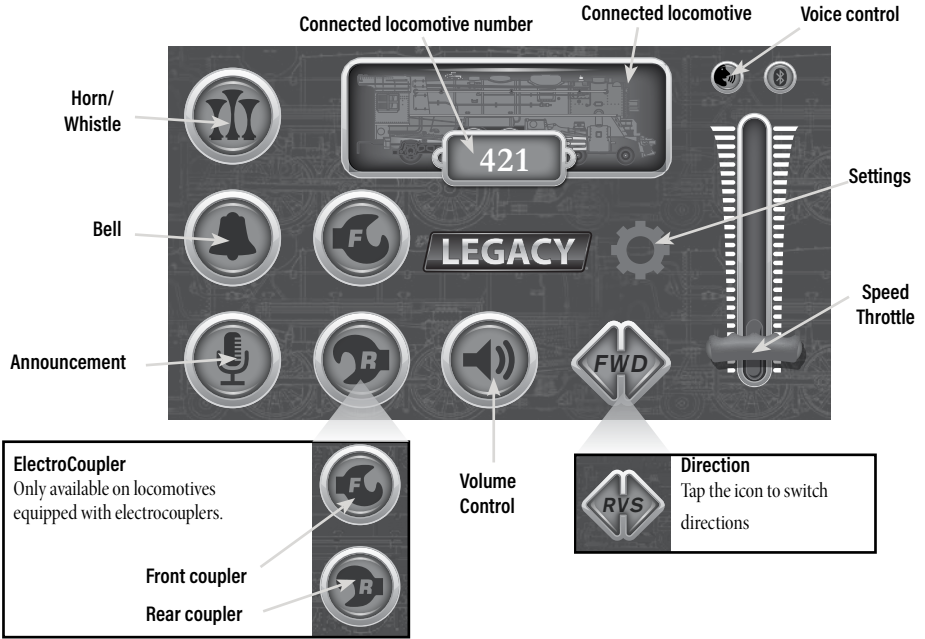 Connected locomotive number
Connected locomotive
Voice control
Horn/
Whistle
421
Settings
Bell
F
LEGACY
Speed
Throttle
Announcement
R
FWD
ElectroCoupler
Only available on locomotives
equipped with electrocouplers.
F
Front coupler
Rear coupler
R
Volume
Control
RVS
Direction
Tap the icon to switch
directions